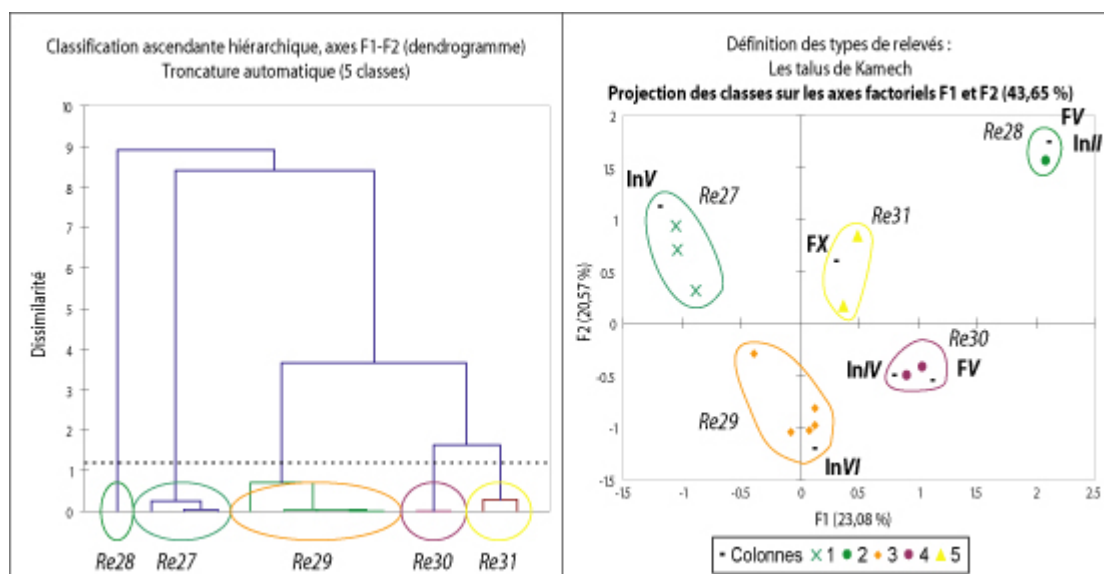 Classification ascendante hiérarchique, axes F1-F2 (dendrogramme)
Troncature automatique (5 classes)
Dissimilarité
10
9
8
7
6
5
4
3
2
1
0
Re28
Re27
Re29
Re30
Re31
Définition des types de relevés :
Les talus de Kamech
Projection des classes sur les axes factoriels F1 et F2 (43,65 %)
F2 (20,57 %)
2
1.5
1
0.5
0
-0.5
-1
-1.5
FV
Re28
InII
InV
Re27
Re31
FX
Re30
InIV
FV
Re29
InVI
-1.5
-1
-0.5
0
0.5
1
1.5
2
2.5
F1 (23,08 %)
- Colonnes × 1 ● 2 ◆ 3 ● 4 ▲ 5